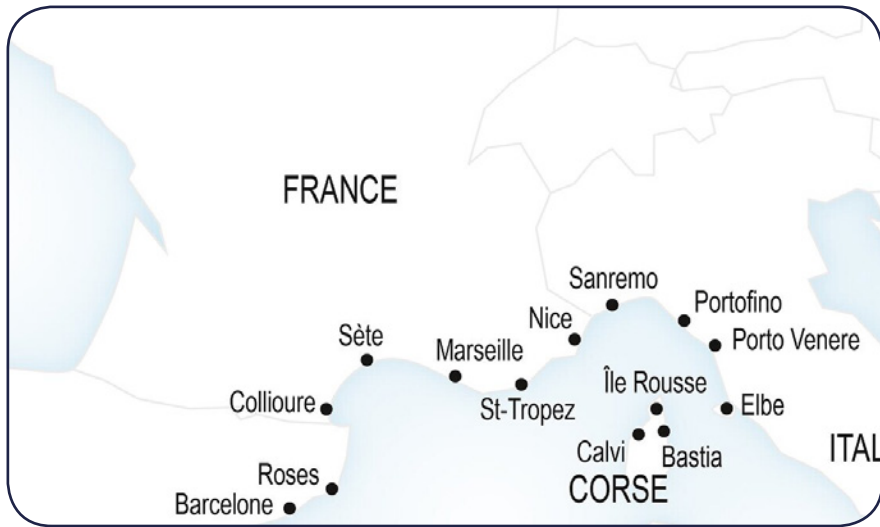 FRANCE
Sanremo
Portofino
Nice
Porto Venere
Sète
Marseille
Île Rousse
Collioure
St-Tropez
Elbe
Calvi
Bastia
ITAL
Roses
CORSE
Barcelone